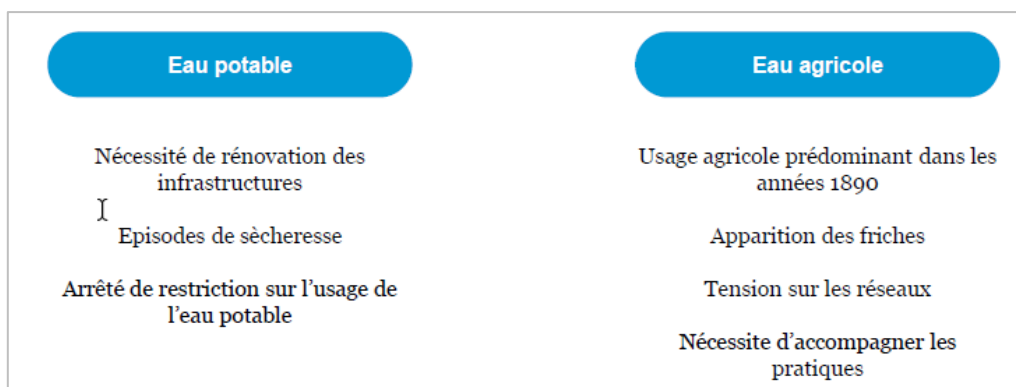 Eau potable
Nécessité de rénovation des
infrastructures
Episodes de sècheresse
Arrêté de restriction sur l’usage de
l’eau potable
Eau agricole
Usage agricole prédominant dans les
années 1890
Apparition des friches
Tension sur les réseaux
Nécessite d’accompagner les
pratiques